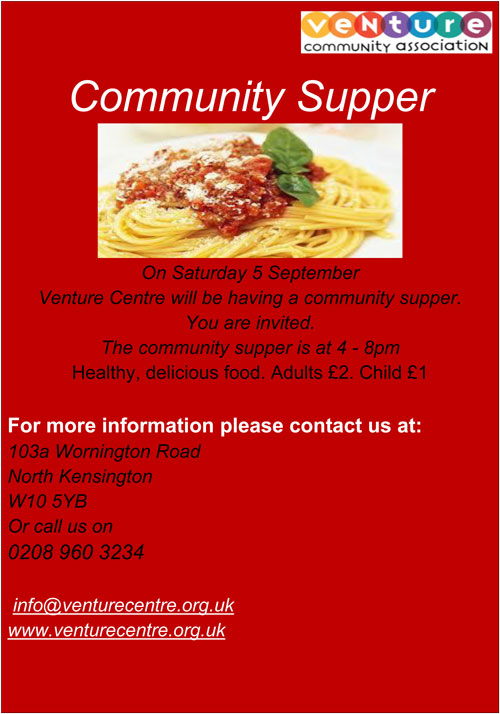 venture
community association
Community Supper
On Saturday 5 September
Venture Centre will be having a community supper.
You are invited.
The community supper is at 4 - 8pm
Healthy, delicious food. Adults £2. Child £1
For more information please contact us at:
103a Wornington Road
North Kensington
W10 5YB
Or call us on
0208 960 3234
info@venturecentre.org.uk
www.venturecentre.org.uk